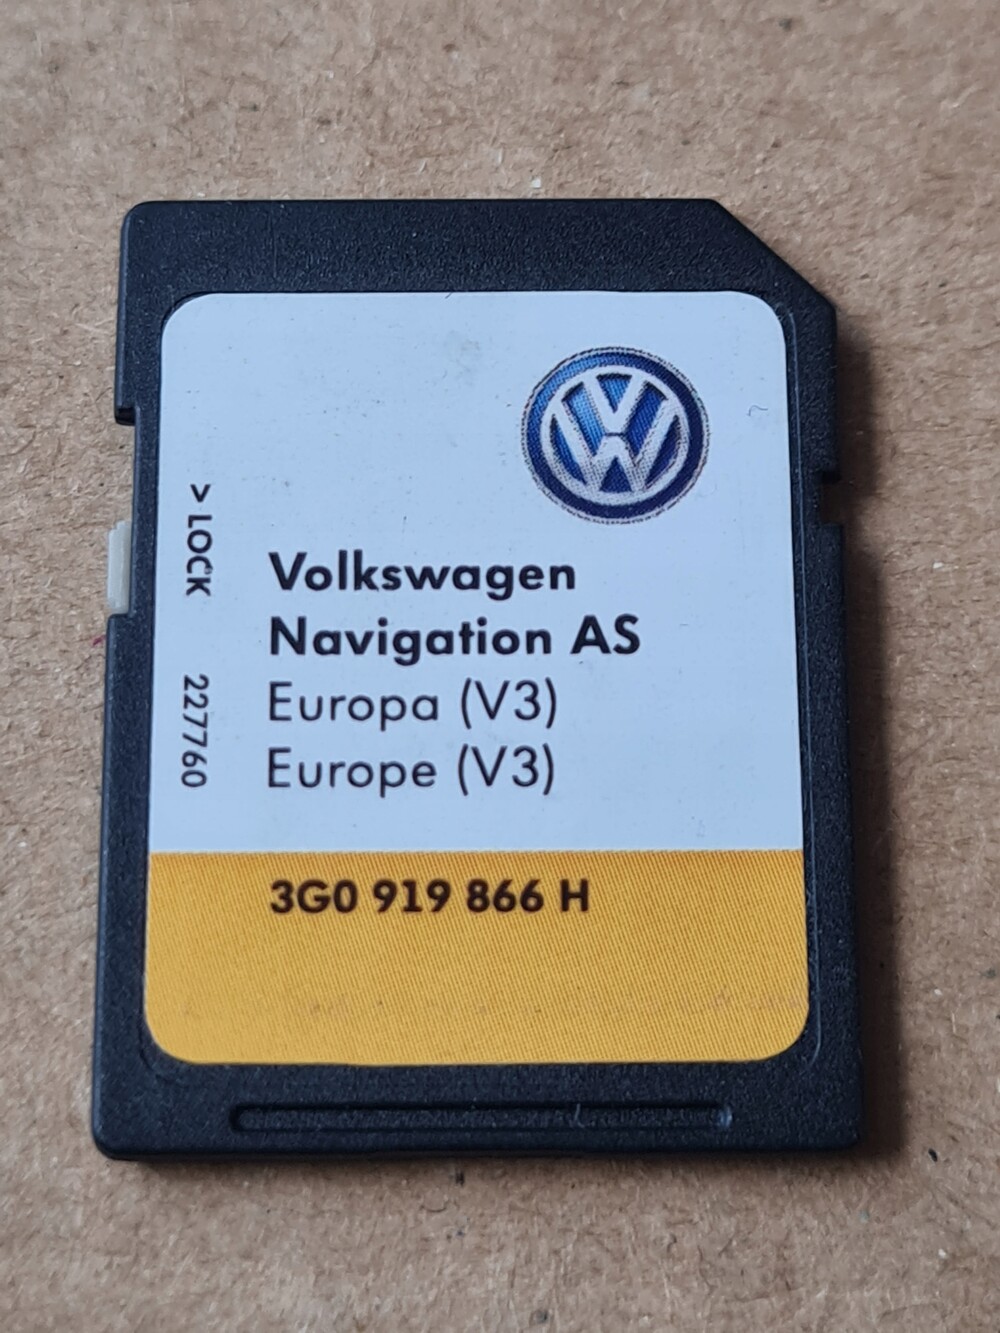 > LOCK
227760
Volkswagen
Navigation AS
Europa (V3)
Europe (V3)
3G0 919 866 H